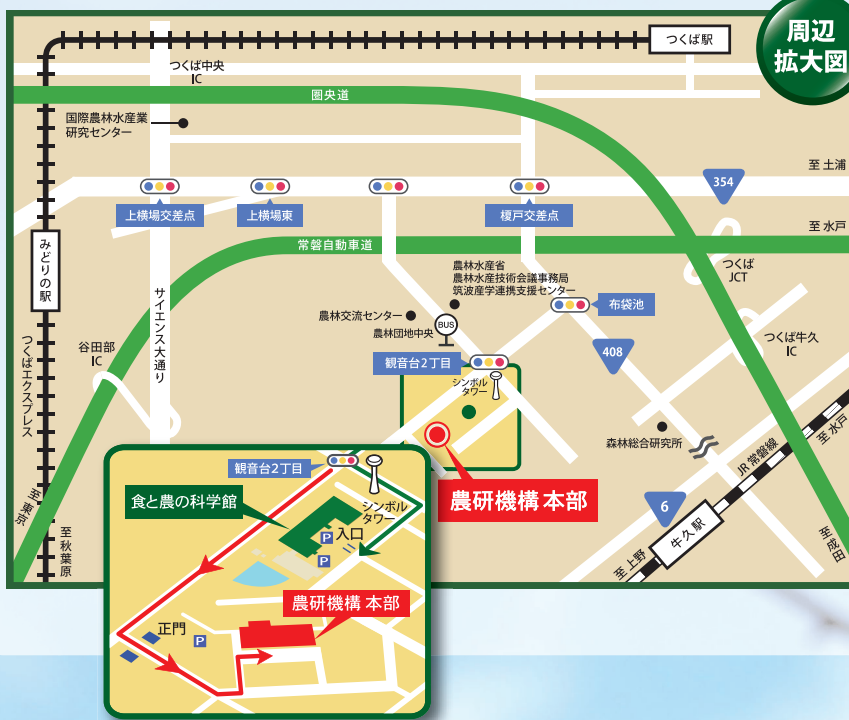 周辺
拡大図
つくば駅
つくば中央
IC
圏央道
国際農林水産業
研究センター
至 土浦
354
上横場交差点
上横場東
榎戸交差点
至 水戸
常磐自動車道
みどりの駅
つくば
JCT
農林水産省
農林水産技術会議事務局
筑波産学連携支援センター
サイエンス大通り
布袋池
農林交流センター
BUS
農林団地中央
つくば牛久
IC
谷田部
IC
408
観音台2丁目
つくばエクスプレス
シンボル
タワー
森林総合研究所
JR 常磐線
至 水戸
観音台2丁目
農研機構 本部
食と農の科学館
シンボル
タワー
6
至 東京
入口
P
P
牛久駅
至 秋葉原
至 上野
至 成田
農研機構 本部
正門
P